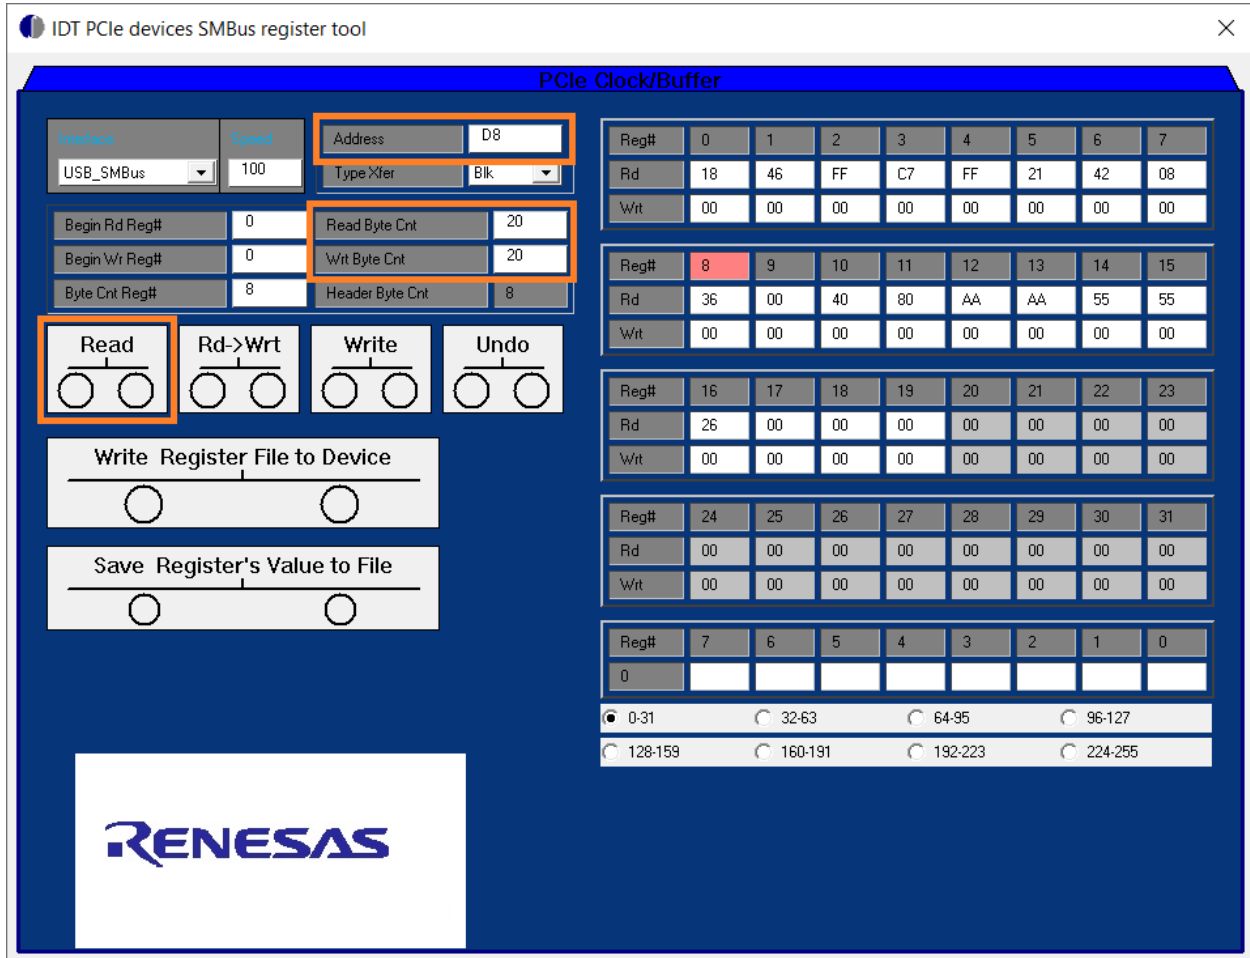 IDT PCIe devices SMBus register tool
PCIe Clock/Buffer
Interface Speed
USB_SMBus 100
Address D8
Type Xfer Blk
Begin Rd Reg# 0 Read Byte Cnt 20
Begin Wr Reg# 0 Wrt Byte Cnt 20
Byte Cnt Reg# 8 Header Byte Cnt 8
Read Rd->Wrt Write Undo
Write Register File to Device
Save Register's Value to File
RENESAS
Reg# 0 1 2 3 4 5 6 7
Rd 18 46 FF C7 FF 21 42 08
Wrt 00 00 00 00 00 00 00 00
Reg# 8 9 10 11 12 13 14 15
Rd 36 00 40 80 AA AA 55 55
Wrt 00 00 00 00 00 00 00 00
Reg# 16 17 18 19 20 21 22 23
Rd 26 00 00 00 00 00 00 00
Wrt 00 00 00 00 00 00 00 00
Reg# 24 25 26 27 28 29 30 31
Rd 00 00 00 00 00 00 00 00
Wrt 00 00 00 00 00 00 00 00
Reg# 7 6 5 4 3 2 1 0
0
0-31 32-63 64-95 96-127
128-159 160-191 192-223 224-255